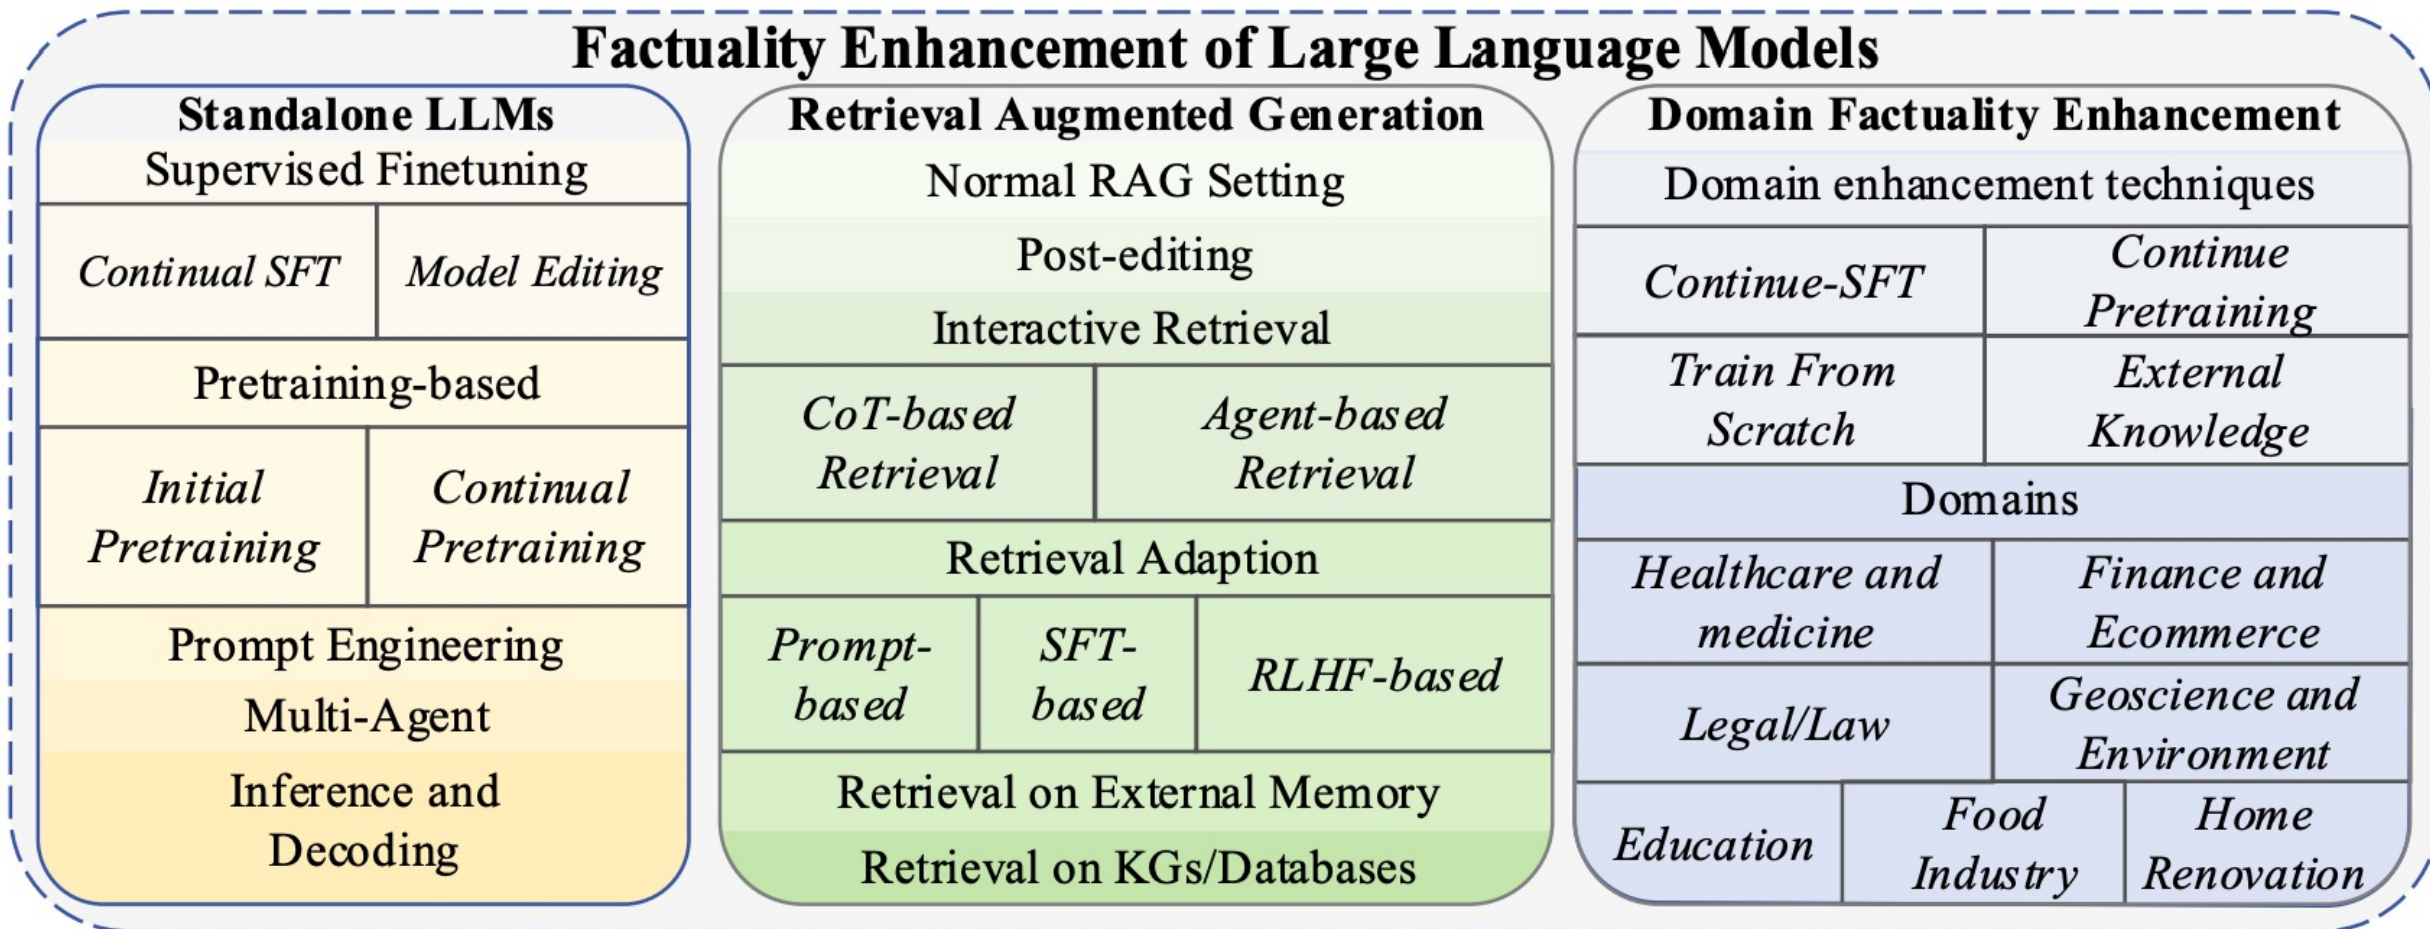 Factuality Enhancement of Large Language Models
Standalone LLMs
Supervised Finetuning
Continual SFT
Model Editing
Pretraining-based
Initial
Pretraining
Continual
Pretraining
Prompt Engineering
Multi-Agent
Inference and
Decoding
Retrieval Augmented Generation
Normal RAG Setting
Post-editing
Interactive Retrieval
CoT-based
Retrieval
Agent-based
Retrieval
Retrieval Adaption
Prompt-
based
SFT-
based
RLHF-based
Retrieval on External Memory
Retrieval on KGs/Databases
Domain Factuality Enhancement
Domain enhancement techniques
Continue-SFT
Continue
Pretraining
Train From
Scratch
External
Knowledge
Domains
Healthcare and
medicine
Finance and
Ecommerce
Legal/Law
Geoscience and
Environment
Education
Food
Industry
Home
Renovation